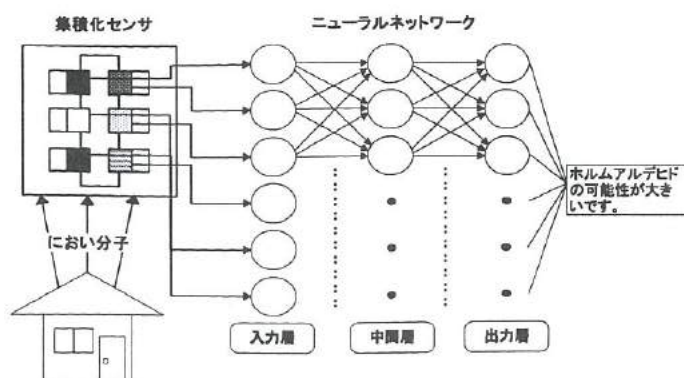 集積化センサ
ニューラルネットワーク
におい分子
ホルムアルデヒド
の可能性が大き
いです。
入力層
中間層
出力層